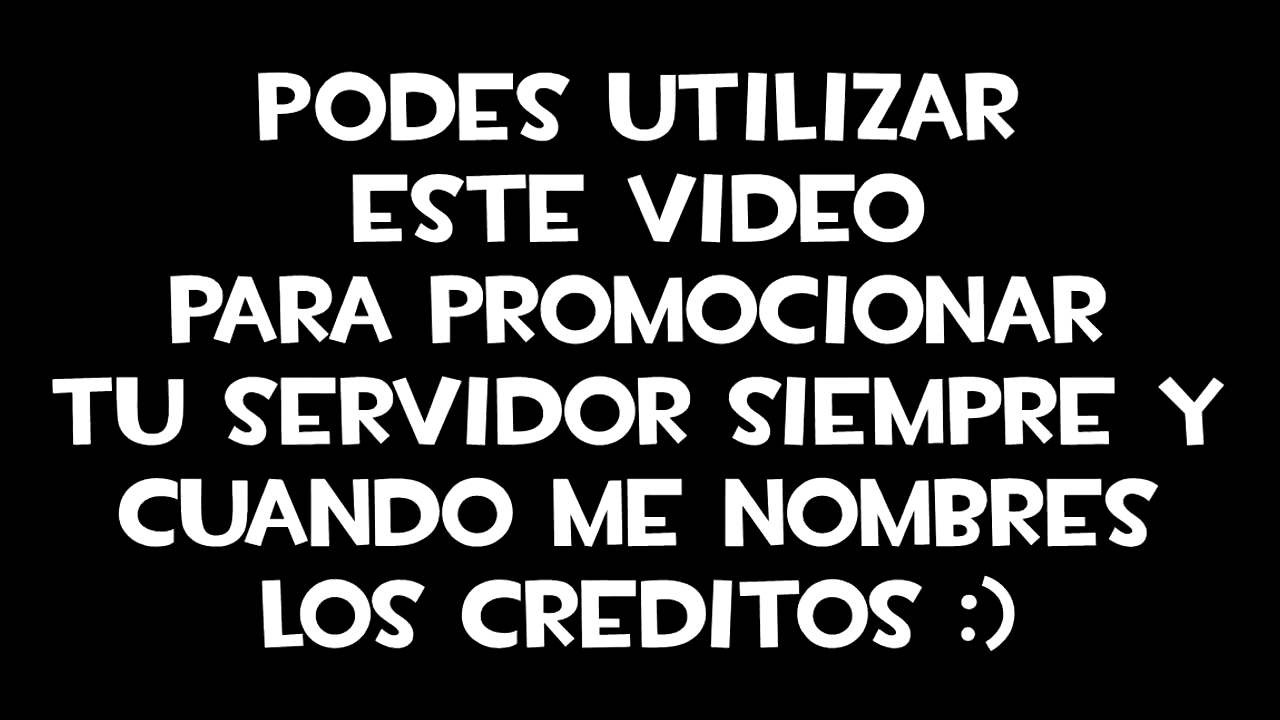 PODES UTILIZAR
ESTE VIDEO
PARA PROMOCIONAR
TU SERVIDOR SIEMPRE Y
CUANDO ME NOMBRES
LOS CREDITOS :)